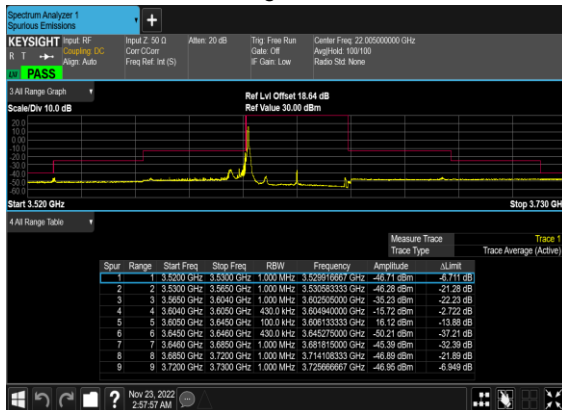 Spectrum Analyzer 1
Spurious Emissions
KEYSIGHT Input: RF Input Z: 50 Ω Atten: 20 dB Trig: Free Run Center Freq: 22.005000000 GHz
R T Coupling: DC Corr CCorr Gate: Off Avg|Hold: 100/100
Align: Auto Freq Ref: Int (S) IF Gain: Low Radio Std: None
PASS
3 All Range Graph
Ref Lvl Offset 18.64 dB
Scale/Div 10.0 dB Ref Value 30.00 dBm
20.0
10.0
0.00
-10.0
-20.0
-30.0
-40.0
-50.0
-60.0
Start 3.520 GHz Stop 3.730 GH
4 All Range Table
Measure Trace Trace 1
Trace Type Trace Average (Active)
Spur Range Start Freq Stop Freq RBW Frequency Amplitude ΔLimit
1 1 3.5200 GHz 3.5300 GHz 1.000 MHz 3.529916667 GHz -46.71 dBm -6.711 dB
2 2 3.5300 GHz 3.5650 GHz 1.000 MHz 3.530583333 GHz -46.28 dBm -21.28 dB
3 3 3.5650 GHz 3.6040 GHz 1.000 MHz 3.602505000 GHz -35.23 dBm -22.23 dB
4 4 3.6040 GHz 3.6050 GHz 430.0 kHz 3.604940000 GHz -15.72 dBm -2.722 dB
5 5 3.6050 GHz 3.6450 GHz 100.0 kHz 3.606133333 GHz 16.12 dBm -13.88 dB
6 6 3.6450 GHz 3.6460 GHz 430.0 kHz 3.645275000 GHz -50.21 dBm -37.21 dB
7 7 3.6460 GHz 3.6850 GHz 1.000 MHz 3.681815000 GHz -45.39 dBm -32.39 dB
8 8 3.6850 GHz 3.7200 GHz 1.000 MHz 3.714108333 GHz -46.89 dBm -21.89 dB
9 9 3.7200 GHz 3.7300 GHz 1.000 MHz 3.725666667 GHz -46.95 dBm -6.949 dB
Nov 23, 2022
2:57:57 AM